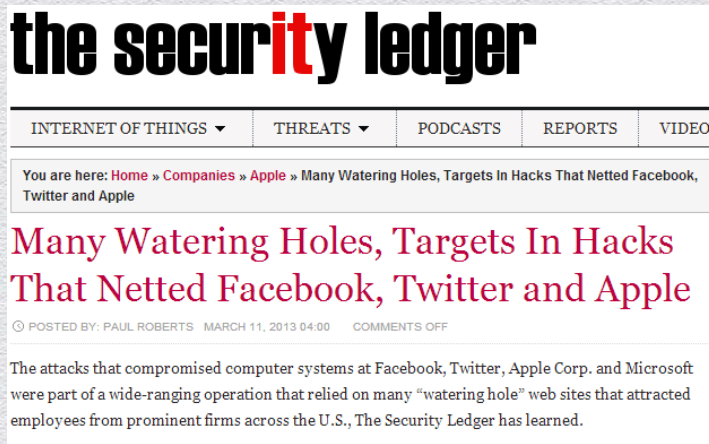 the security ledger
INTERNET OF THINGS THREATS PODCASTS REPORTS VIDEO
You are here: Home » Companies » Apple » Many Watering Holes, Targets In Hacks That Netted Facebook,
Twitter and Apple
Many Watering Holes, Targets In Hacks
That Netted Facebook, Twitter and Apple
POSTED BY: PAUL ROBERTS MARCH 11, 2013 04:00 COMMENTS OFF
The attacks that compromised computer systems at Facebook, Twitter, Apple Corp. and Microsoft
were part of a wide-ranging operation that relied on many “watering hole” web sites that attracted
employees from prominent firms across the U.S., The Security Ledger has learned.